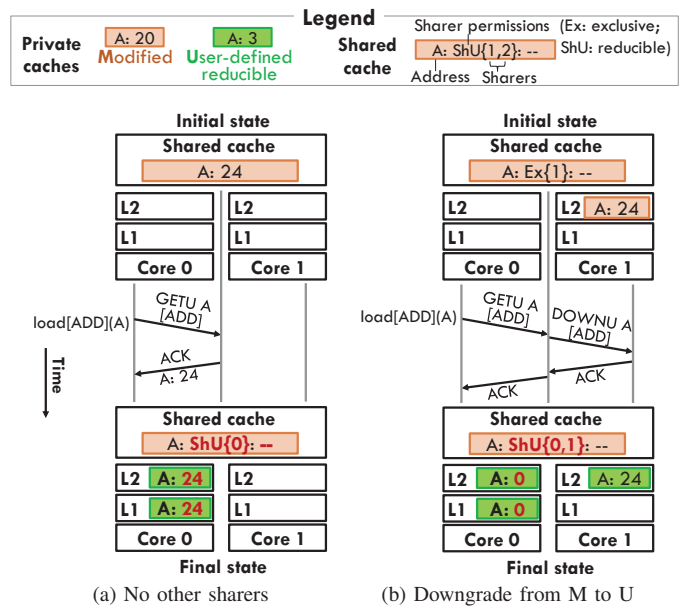 Legend
Private caches
A: 20
Modified
A: 3
User-defined reducible
Shared cache
Sharer permissions (Ex: exclusive; ShU: reducible)
A: ShU{1,2}: --
Address
Sharers
Initial state
Shared cache
A: 24
L2
L2
L1
L1
Core 0
Core 1
load[ADD](A)
GETU A
[ADD]
ACK
A: 24
Time
Shared cache
A: ShU{0}: --
L2 A: 24
L2
L1 A: 24
L1
Core 0
Core 1
Final state
(a) No other sharers
Initial state
Shared cache
A: Ex{1}: --
L2
L2 A: 24
L1
L1
Core 0
Core 1
load[ADD](A)
GETU A
[ADD]
DOWNU A
[ADD]
ACK
ACK
Shared cache
A: ShU{0,1}: --
L2 A: 0
L2 A: 24
L1 A: 0
L1
Core 0
Core 1
Final state
(b) Downgrade from M to U